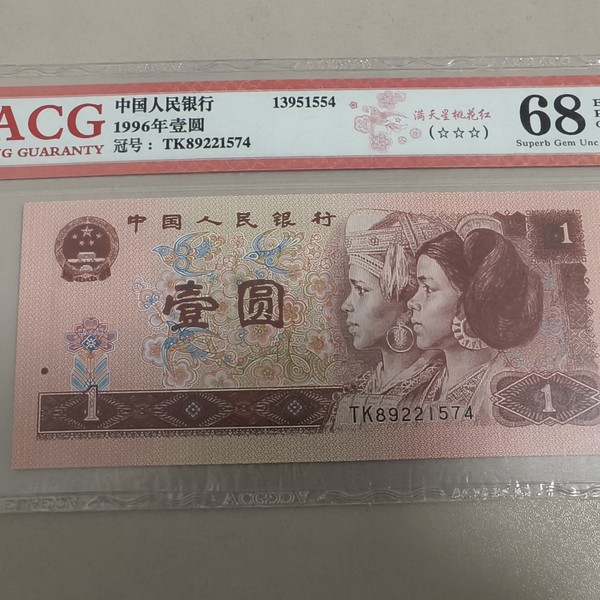 ACG
NG GUARANTY
中国人民银行
1996年壹圆
冠号： TK89221574
13951554
满天星桃花红
(☆☆☆)
68 E
Superb Gem Unc
中国人民银行
壹圆
1
1
1
TK89221574
ACG